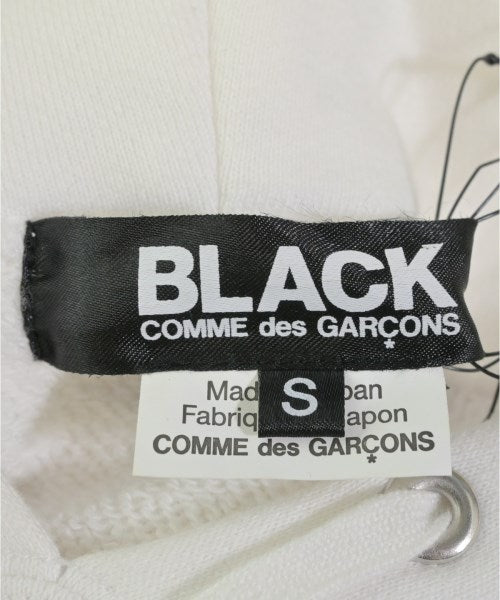 BLACK
COMME des GARÇONS
S
Mad pan
Fabriq apon
COMME des GARÇONS